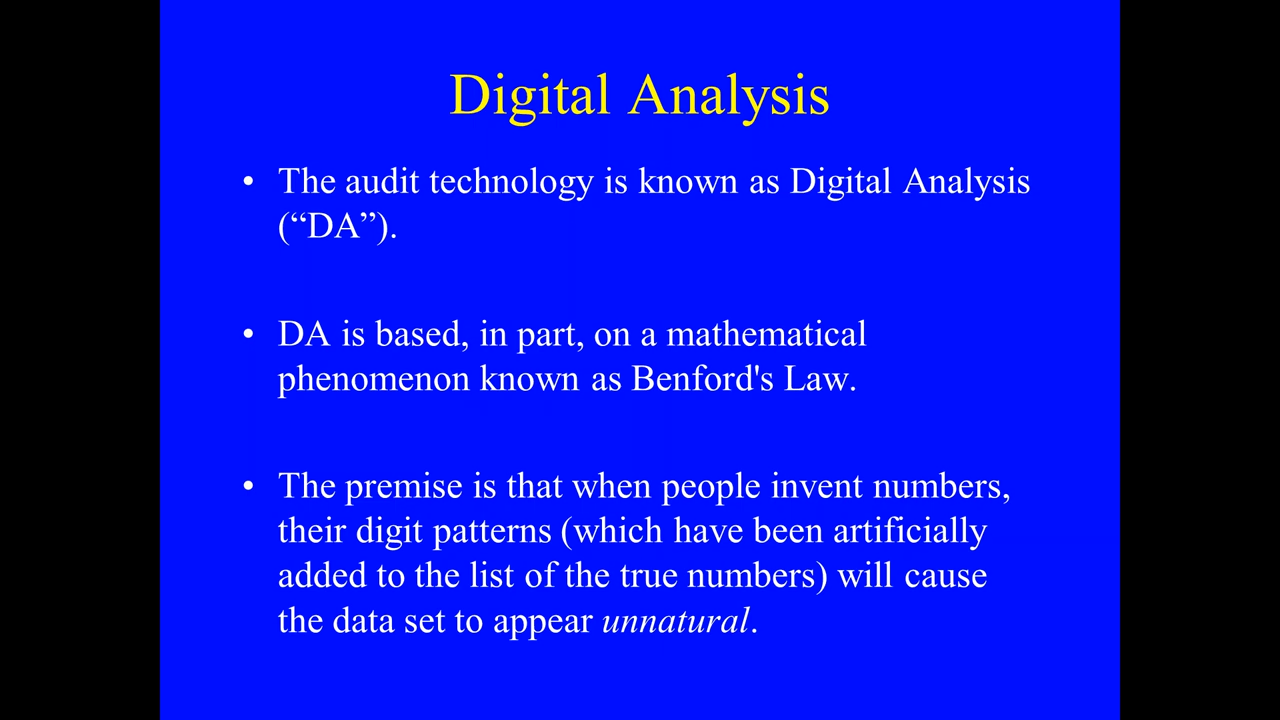 Digital Analysis
• The audit technology is known as Digital Analysis
(“DA”).
• DA is based, in part, on a mathematical
phenomenon known as Benford's Law.
• The premise is that when people invent numbers,
their digit patterns (which have been artificially
added to the list of the true numbers) will cause
the data set to appear unnatural.